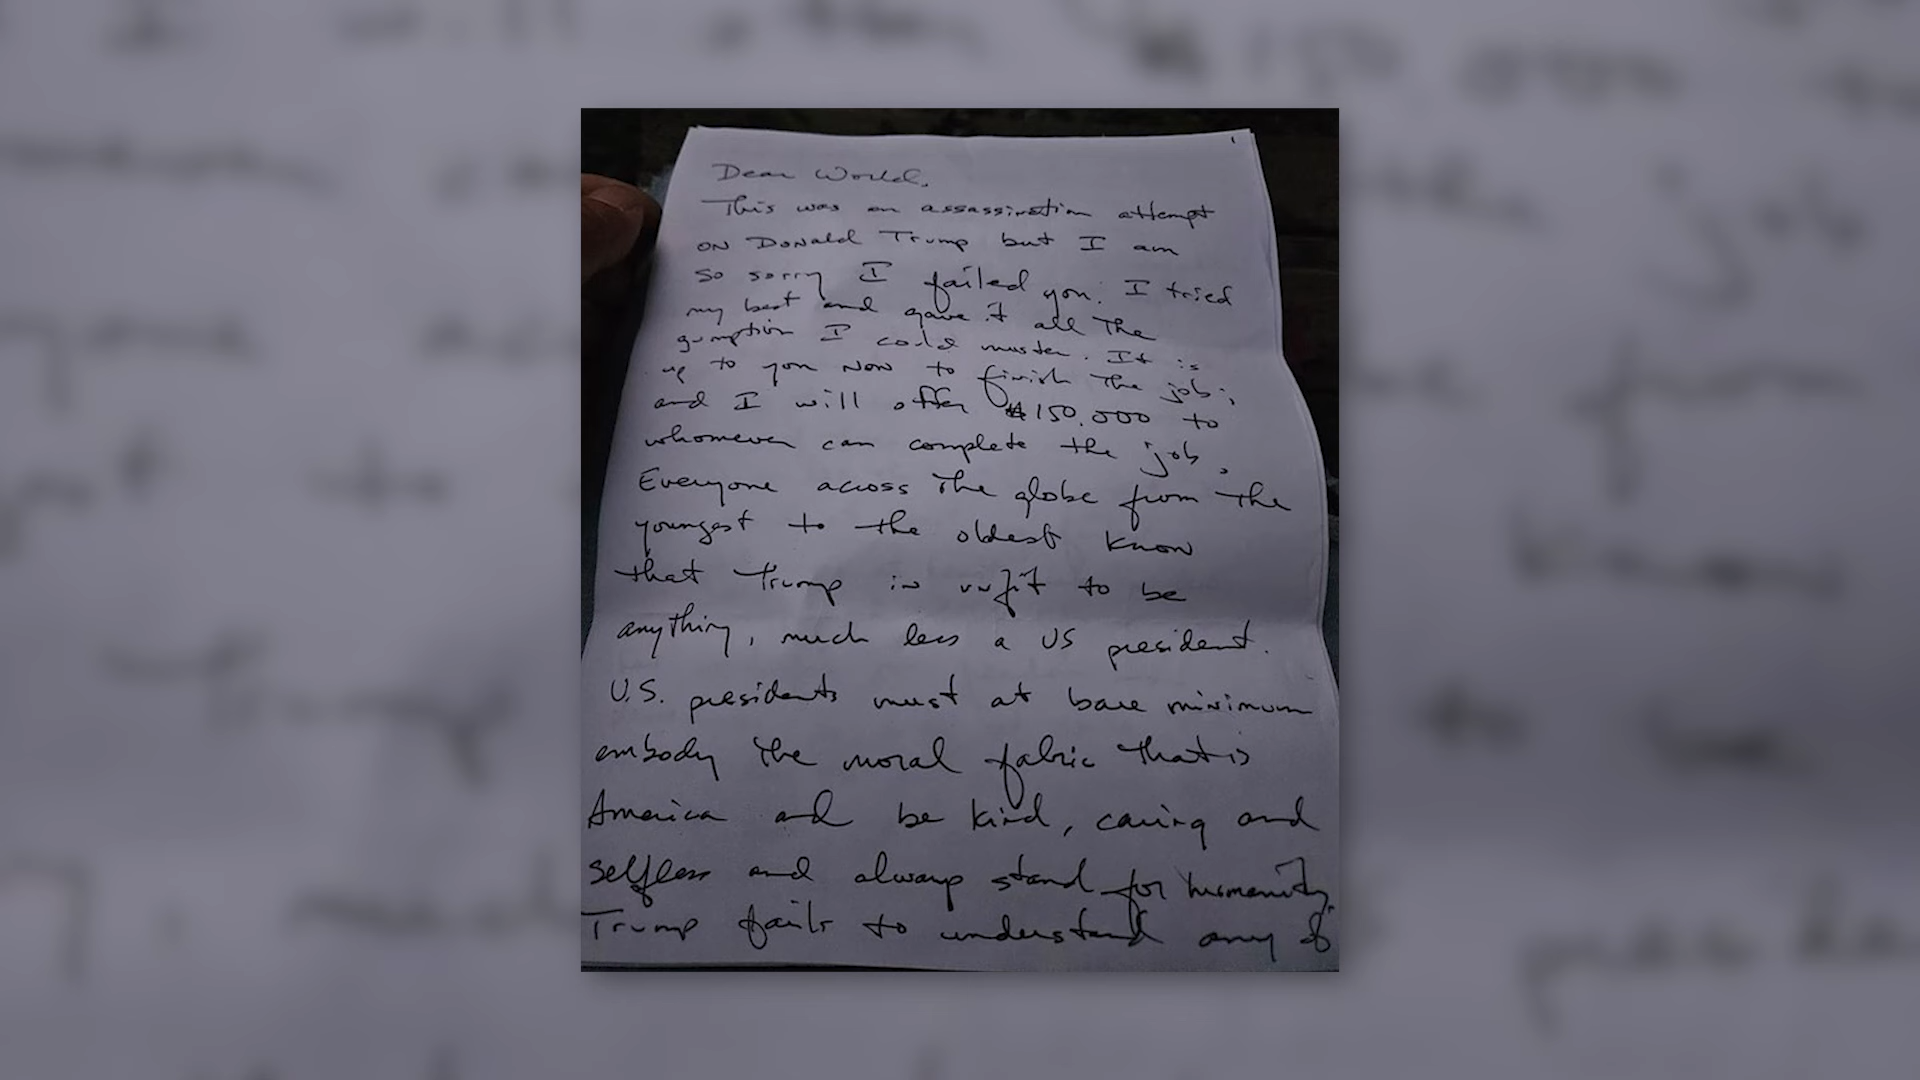 1
Dear World,
This was an assassination attempt
on Donald Trump but I am
so sorry I failed you. I tried
my best and gave it all the
gumption I could muster. It is
up to you now to finish the job;
and I will offer $150,000 to
whomever can complete the job.
Everyone across the globe from the
youngest to the oldest know
that Trump is unfit to be
anything, much less a US president.
U.S. presidents must at bare minimum
embody the moral fabric that is
America and be kind, caring and
selfless and always stand for humanity.
Trump fails to understand any of